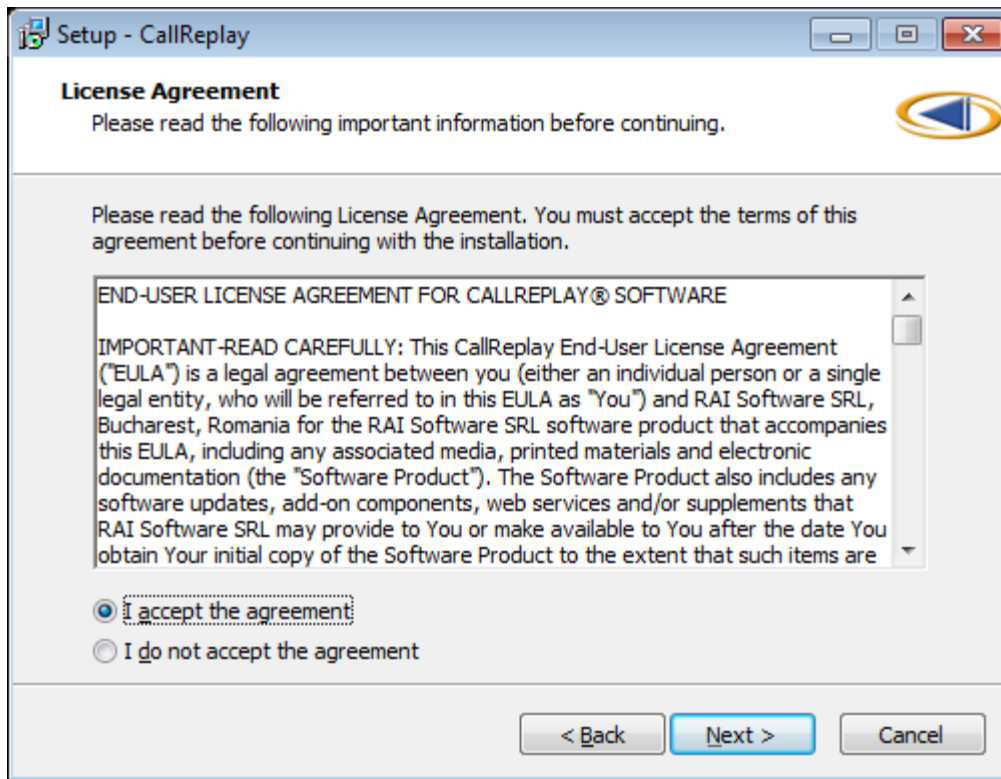 Setup - CallReplay
License Agreement
Please read the following important information before continuing.
Please read the following License Agreement. You must accept the terms of this
agreement before continuing with the installation.
END-USER LICENSE AGREEMENT FOR CALLREPLAY® SOFTWARE
IMPORTANT-READ CAREFULLY: This CallReplay End-User License Agreement
("EULA") is a legal agreement between you (either an individual person or a single
legal entity, who will be referred to in this EULA as "You") and RAI Software SRL,
Bucharest, Romania for the RAI Software SRL software product that accompanies
this EULA, including any associated media, printed materials and electronic
documentation (the "Software Product"). The Software Product also includes any
software updates, add-on components, web services and/or supplements that
RAI Software SRL may provide to You or make available to You after the date You
obtain Your initial copy of the Software Product to the extent that such items are
I accept the agreement
I do not accept the agreement
< Back
Next >
Cancel